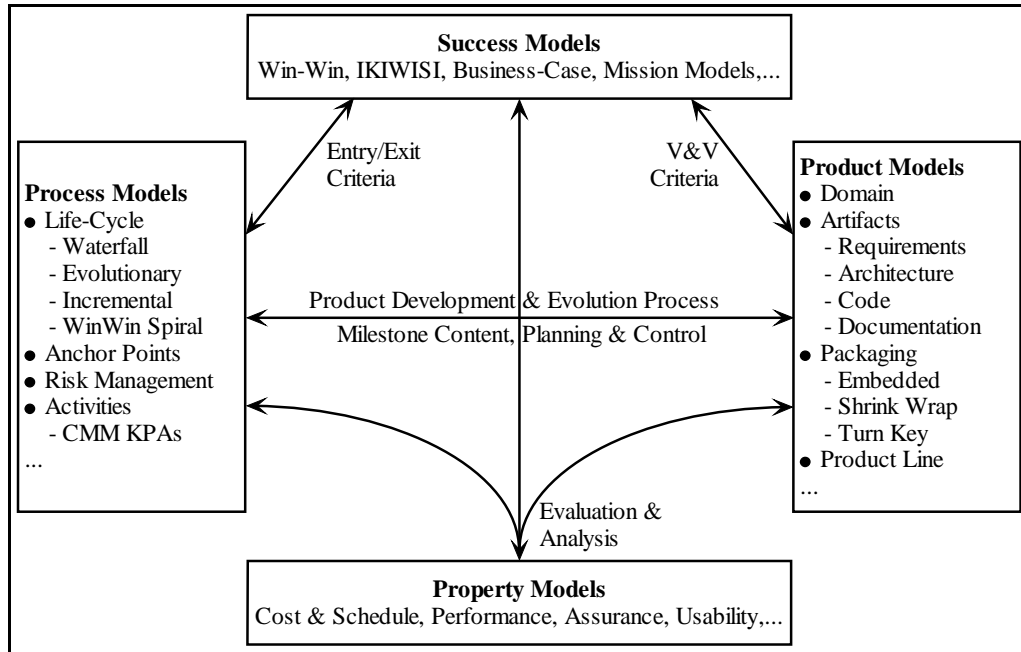 Success Models
Win-Win, IKIWISI, Business-Case, Mission Models,...
Entry/Exit
Criteria
V&V
Criteria
Process Models
● Life-Cycle
- Waterfall
- Evolutionary
- Incremental
- WinWin Spiral
● Anchor Points
● Risk Management
● Activities
- CMM KPAs
...
Product Development & Evolution Process
Milestone Content, Planning & Control
Product Models
● Domain
● Artifacts
- Requirements
- Architecture
- Code
- Documentation
● Packaging
- Embedded
- Shrink Wrap
- Turn Key
● Product Line
...
Evaluation &
Analysis
Property Models
Cost & Schedule, Performance, Assurance, Usability,...